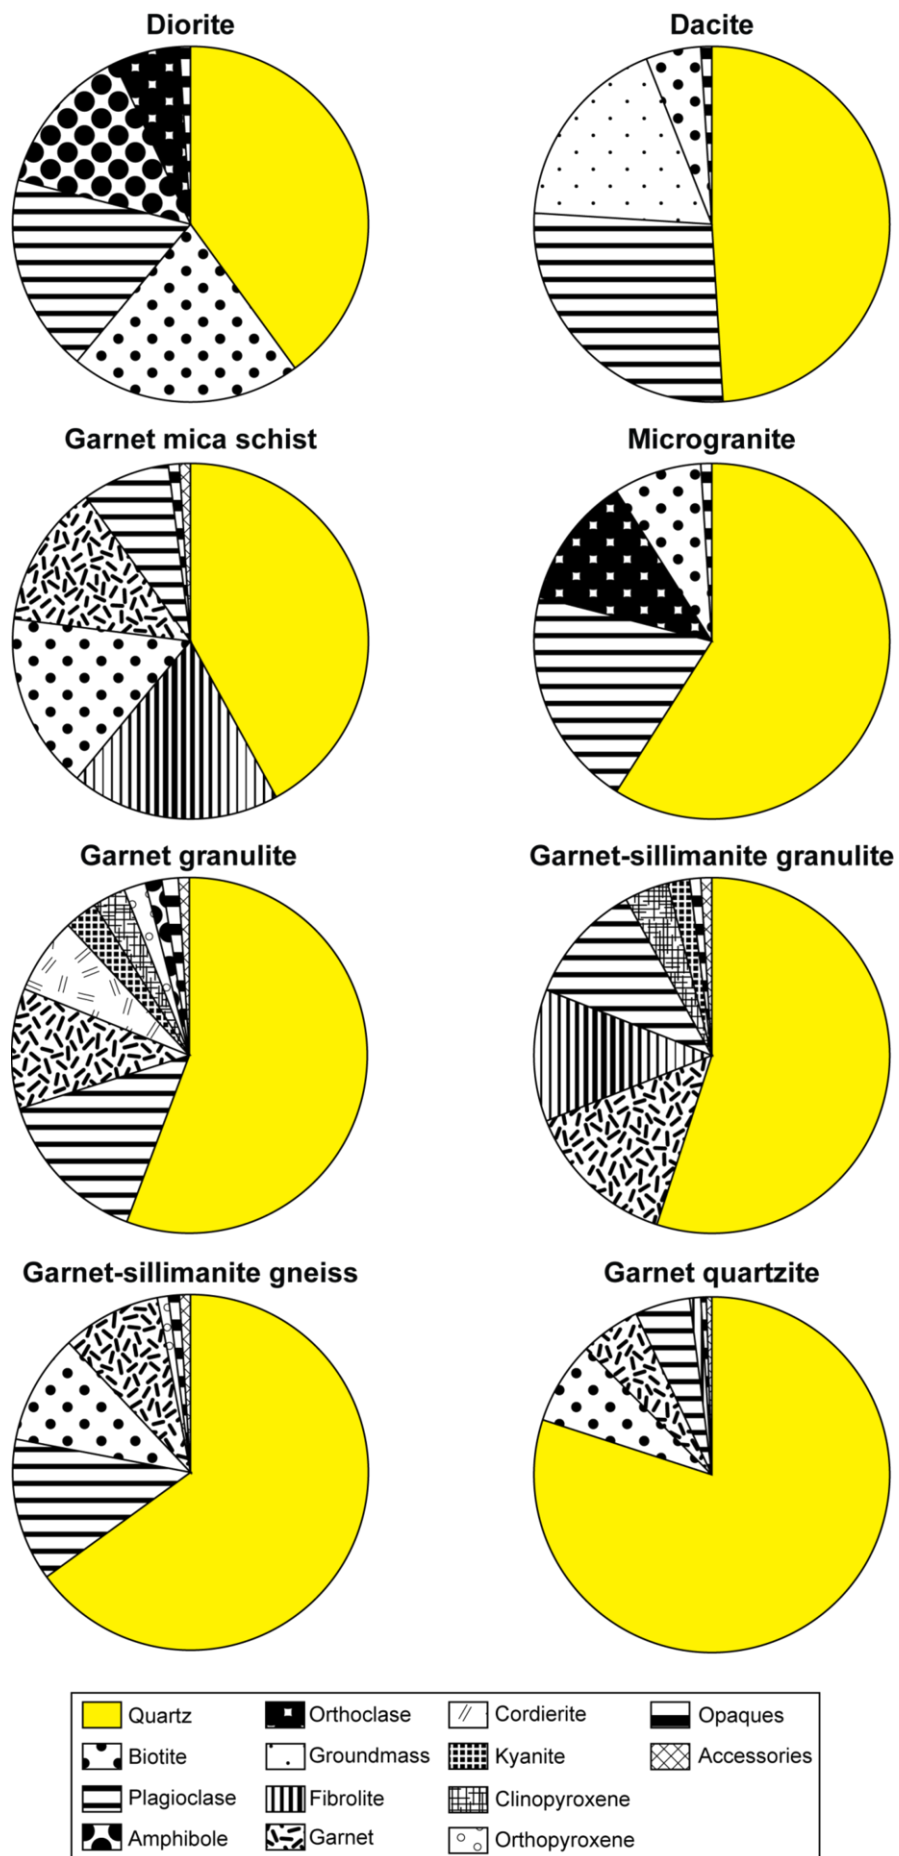 Diorite
Dacite
Garnet mica schist
Microgranite
Garnet granulite
Garnet-sillimanite granulite
Garnet-sillimanite gneiss
Garnet quartzite
Quartz
Orthoclase
Cordierite
Opaques
Biotite
Groundmass
Kyanite
Accessories
Plagioclase
Fibrolite
Clinopyroxene
Amphibole
Garnet
Orthopyroxene